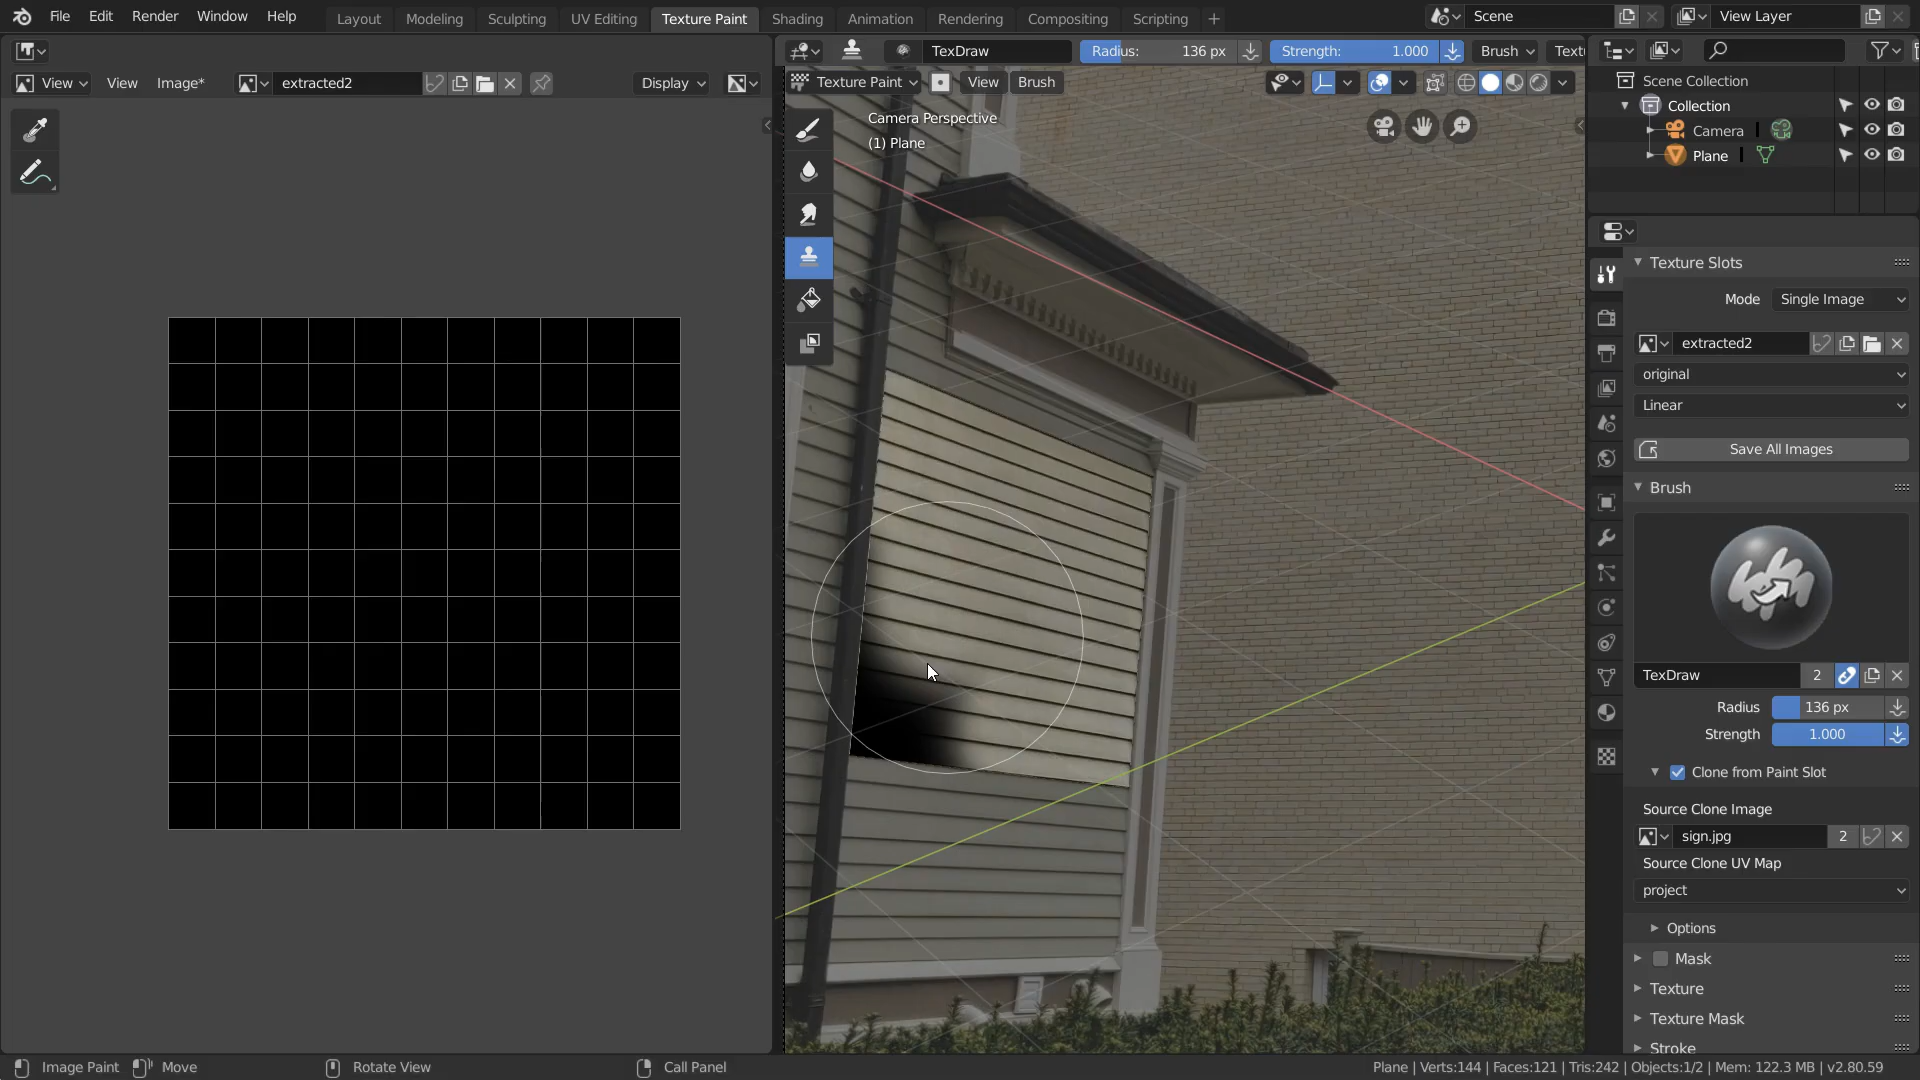 File Edit Render Window Help Layout Modeling Sculpting UV Editing Texture Paint Shading Animation Rendering Compositing Scripting + Scene View Layer
TexDraw Radius: 136 px Strength: 1.000 Brush Textu
View View Image* extracted2 Display Texture Paint View Brush
Camera Perspective
(1) Plane
Scene Collection
Collection
Camera
Plane
Texture Slots
Mode Single Image
extracted2
original
Linear
Save All Images
Brush
TexDraw 2
Radius 136 px
Strength 1.000
Clone from Paint Slot
Source Clone Image
sign.jpg 2
Source Clone UV Map
project
Options
Mask
Texture
Texture Mask
Stroke
Image Paint Move Rotate View Call Panel Plane | Verts:144 | Faces:121 | Tris:242 | Objects:1/2 | Mem: 122.3 MB | v2.80.59